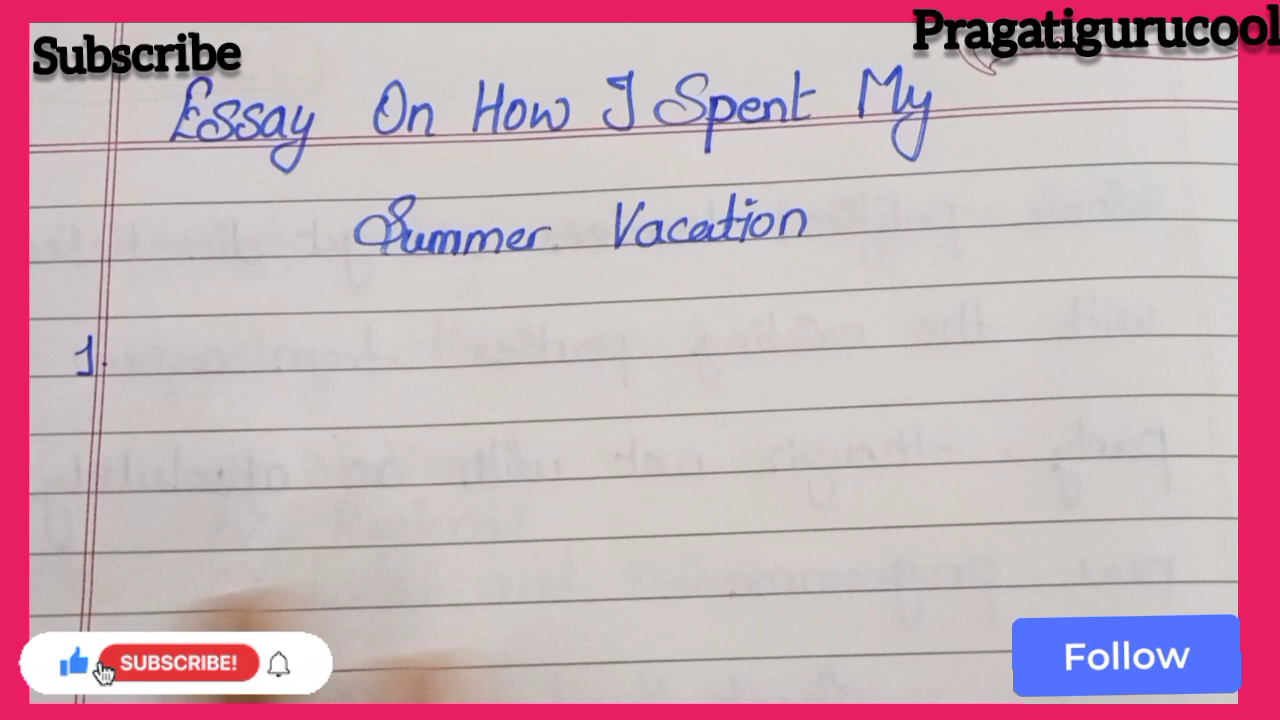 Subscribe
Pragatigurucool
Essay On How I Spent My
Summer Vacation
1.
SUBSCRIBE!
Follow